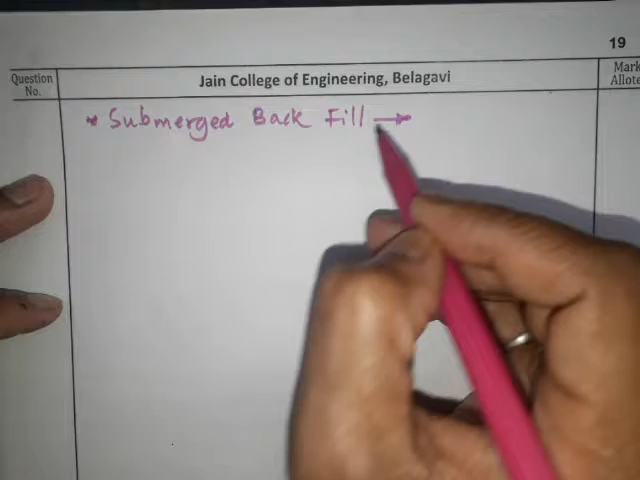 19
Question
No.
Jain College of Engineering, Belagavi
Mark
Allote
* Submerged Back Fill →